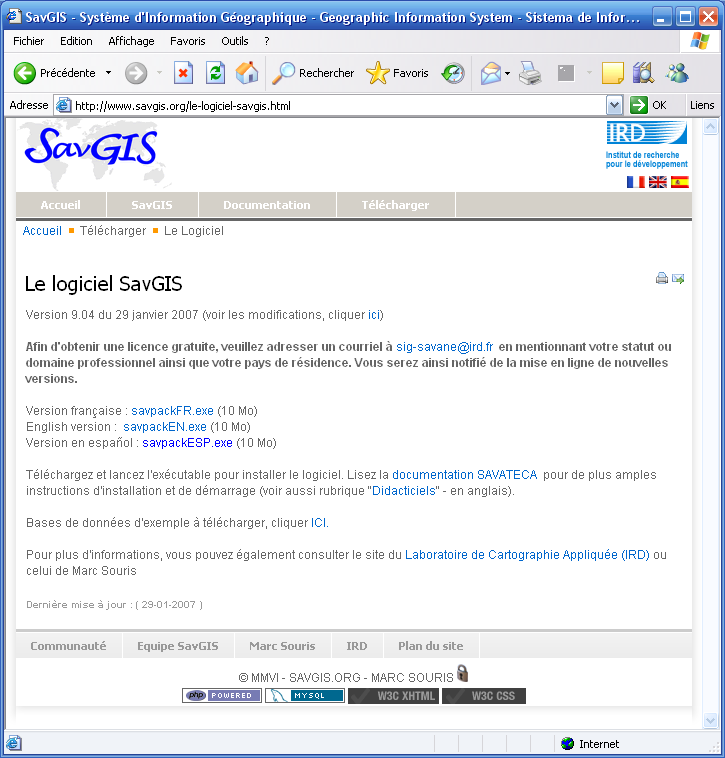 SavGIS - Système d'Information Géographique - Geographic Information System - Sistema de Infor...
Fichier Edition Affichage Favoris Outils ?
Précédente Rechercher Favoris
Adresse http://www.savgis.org/le-logiciel-savgis.html OK Liens
SavGIS
IRD
Institut de recherche
pour le développement
Accueil SavGIS Documentation Télécharger
Accueil Télécharger Le Logiciel
Le logiciel SavGIS
Version 9.04 du 29 janvier 2007 (voir les modifications, cliquer ici)
Afin d'obtenir une licence gratuite, veuillez adresser un courriel à sig-savane@ird.fr en mentionnant votre statut ou
domaine professionnel ainsi que votre pays de résidence. Vous serez ainsi notifié de la mise en ligne de nouvelles
versions.
Version française : savpackFR.exe (10 Mo)
English version : savpackEN.exe (10 Mo)
Version en español : savpackESP.exe (10 Mo)
Téléchargez et lancez l'exécutable pour installer le logiciel. Lisez la documentation SAVATECA pour de plus amples
instructions d'installation et de démarrage (voir aussi rubrique "Didacticiels" - en anglais).
Bases de données d'exemple à télécharger, cliquer ICI.
Pour plus d'informations, vous pouvez également consulter le site du Laboratoire de Cartographie Appliquée (IRD) ou
celui de Marc Souris
Dernière mise à jour : ( 29-01-2007 )
Communauté Equipe SavGIS Marc Souris IRD Plan du site
© MMVI - SAVGIS.ORG - MARC SOURIS
php POWERED MYSQL W3C XHTML W3C CSS
Internet